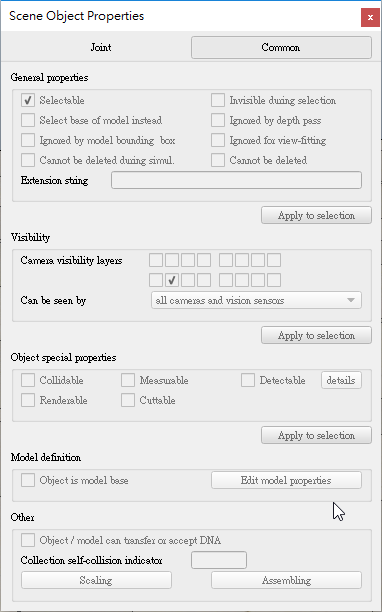 Scene Object Properties
x
Joint Common
General properties
Selectable Invisible during selection
Select base of model instead Ignored by depth pass
Ignored by model bounding box Ignored for view-fitting
Cannot be deleted during simul. Cannot be deleted
Extension string
Apply to selection
Visibility
Camera visibility layers
Can be seen by all cameras and vision sensors
Apply to selection
Object special properties
Collidable Measurable Detectable details
Renderable Cuttable
Apply to selection
Model definition
Object is model base Edit model properties
Other
Object / model can transfer or accept DNA
Collection self-collision indicator
Scaling Assembling